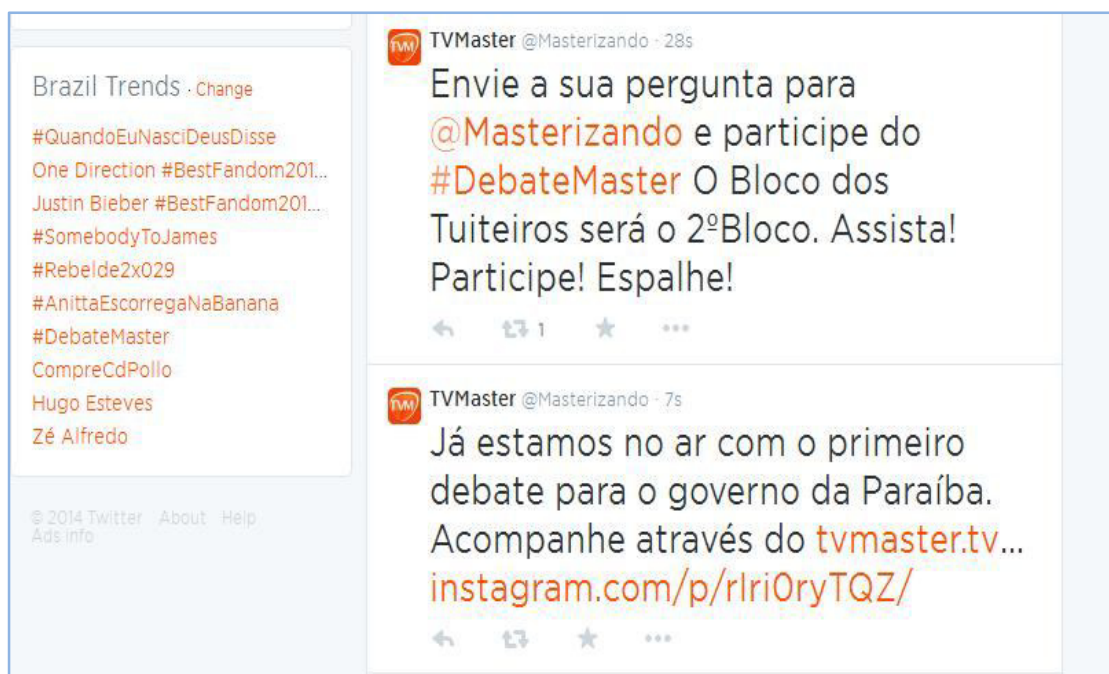 Brazil Trends · Change
#QuandoEuNasciDeusDisse
One Direction #BestFandom201...
Justin Bieber #BestFandom201...
#SomebodyToJames
#Rebelde2x029
#AnittaEscorregaNaBanana
#DebateMaster
CompreCdPollo
Hugo Esteves
Zé Alfredo
© 2014 Twitter About Help
Ads info
TVM
TVMaster @Masterizando · 28s
Envie a sua pergunta para
@Masterizando e participe do
#DebateMaster O Bloco dos
Tuiteiros será o 2ºBloco. Assista!
Participe! Espalhe!
1
TVM
TVMaster @Masterizando · 7s
Já estamos no ar com o primeiro
debate para o governo da Paraíba.
Acompanhe através do tvmaster.tv...
instagram.com/p/rIri0ryTQZ/